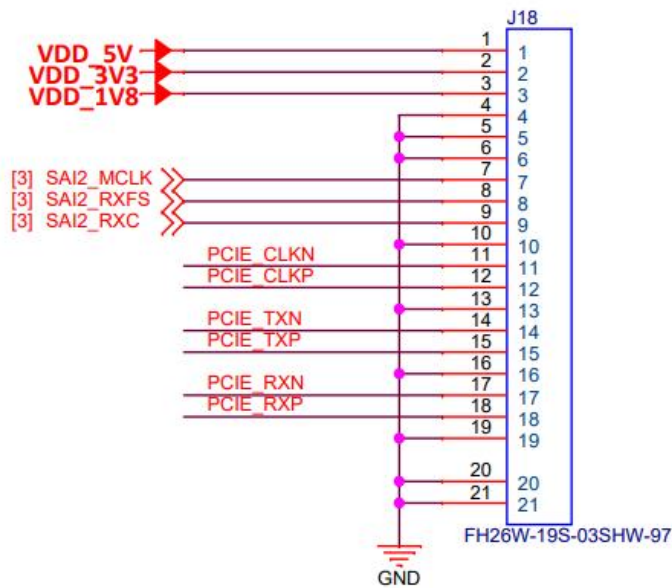 J18
VDD_5V 1 1
VDD_3V3 2 2
VDD_1V8 3 3
4 4
5 5
6 6
[3] SAI2_MCLK 7 7
[3] SAI2_RXFS 8 8
[3] SAI2_RXC 9 9
10 10
PCIE_CLKN 11 11
PCIE_CLKP 12 12
13 13
PCIE_TXN 14 14
PCIE_TXP 15 15
16 16
PCIE_RXN 17 17
PCIE_RXP 18 18
19 19
20 20
21 21
FH26W-19S-03SHW-97
GND